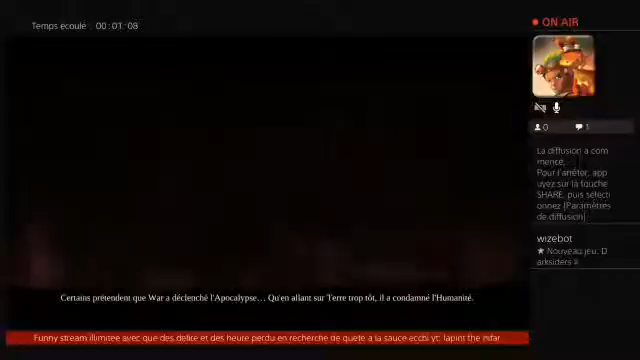 Temps ecoulé 00:01:08
ON AIR
0 1
La diffusion a com
mencé.
Pour l'arrêter, app
uyez sur la touche
SHARE, puis sélecti
onnez [Paramètres
de diffusion]
wizebot
★ Nouveau jeu: D
arksiders II
Certains prétendent que War a déclenché l'Apocalypse… Qu'en allant sur Terre trop tôt, il a condamné l'Humanité.
Funny stream illimitee avec que des delire et des heure perdu en recherche de quete a la sauce ecchi yt: lapint the